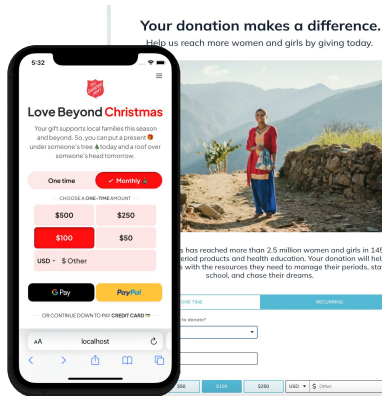 Your donation makes a difference.
Help us reach more women and girls by giving today.
5:32
Love Beyond Christmas
Your gift supports local families this season
and beyond. So, you can put a present 🎁
under someone's tree 🎄 today and a roof over
someone's head tomorrow.
One time
✓ Monthly
CHOOSE A ONE-TIME AMOUNT
$500
$250
$100
$50
USD
$ Other
G Pay
PayPal
OR CONTINUE DOWN TO PAY CREDIT CARD 💳
AA
localhost
s has reached more than 2.5 million women and girls in 145
eriod products and health education. Your donation will hel
s with the resources they need to manage their periods, sta
school, and chase their dreams.
NE TIME
RECURRING
to donate?
$50
$100
$250
USD
$ Other